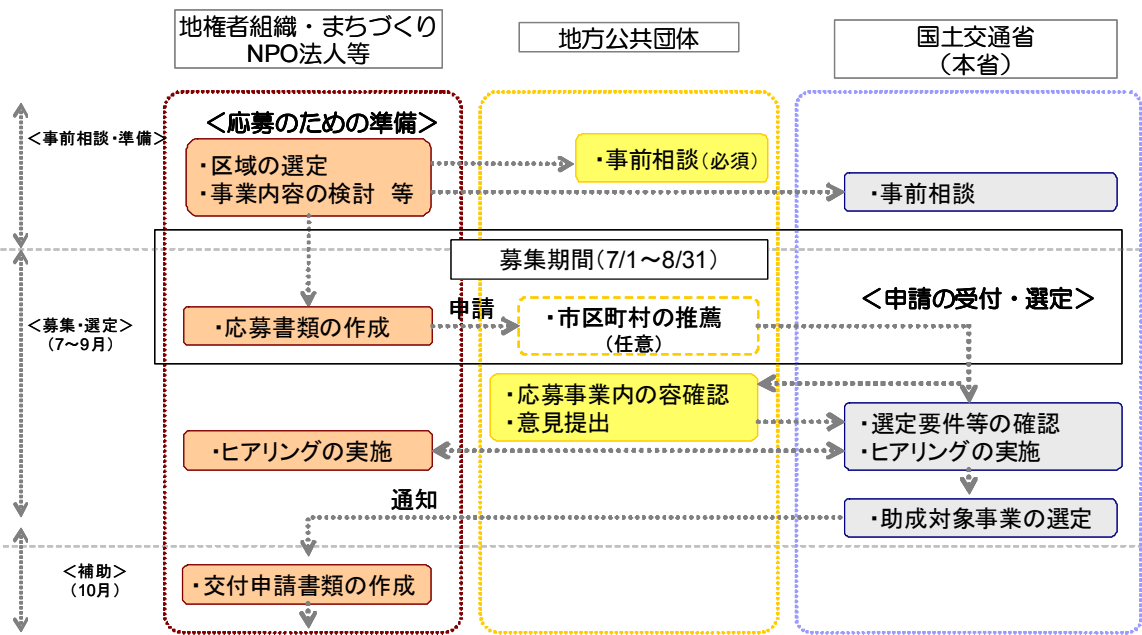 地権者組織・まちづくり
NPO法人等
地方公共団体
国土交通省
（本省）
＜事前相談・準備＞
＜応募のための準備＞
・区域の選定
・事業内容の検討　等
・事前相談（必須）
・事前相談
募集期間（7/1～8/31）
＜募集・選定＞
（7～9月）
・応募書類の作成
申請
・市区町村の推薦
（任意）
＜申請の受付・選定＞
・応募事業内の容確認
・意見提出
・選定要件等の確認
・ヒアリングの実施
・ヒアリングの実施
通知
・助成対象事業の選定
＜補助＞
（10月）
・交付申請書類の作成